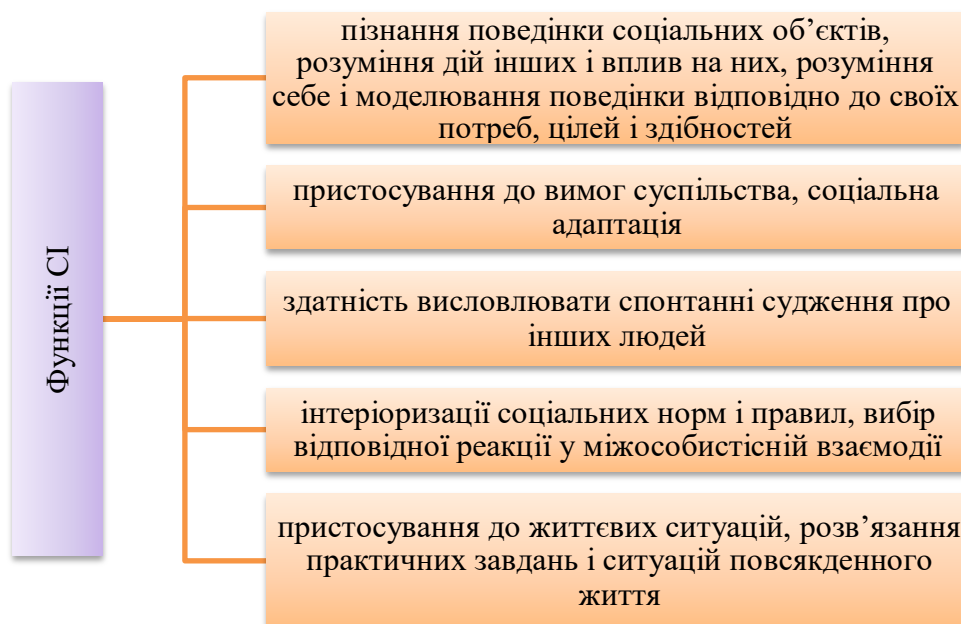 Функції СІ
пізнання поведінки соціальних об’єктів,
розуміння дій інших і вплив на них, розуміння
себе і моделювання поведінки відповідно до своїх
потреб, цілей і здібностей
пристосування до вимог суспільства, соціальна
адаптація
здатність висловлювати спонтанні судження про
інших людей
інтеріоризації соціальних норм і правил, вибір
відповідної реакції у міжособистісній взаємодії
пристосування до життєвих ситуацій, розв’язання
практичних завдань і ситуацій повсякденного
життя